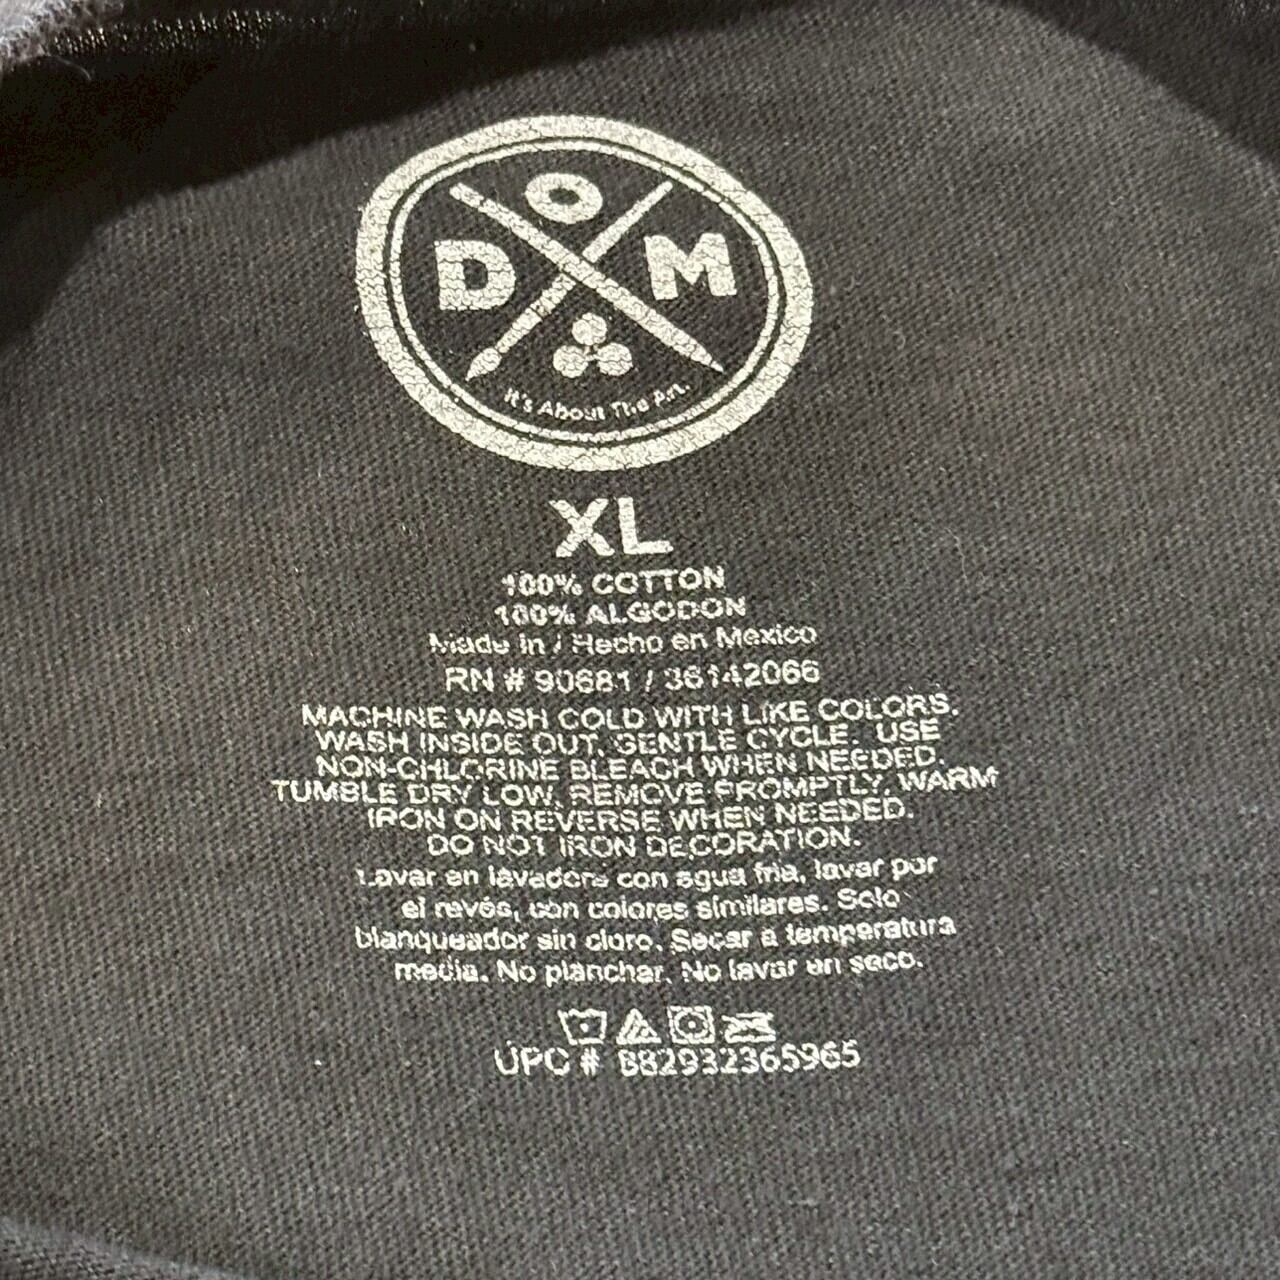 D O M
It's About The Art.
XL
100% COTTON
100% ALGODON
Made in / Hecho en Mexico
RN # 90681 / 36142066
MACHINE WASH COLD WITH LIKE COLORS.
WASH INSIDE OUT, GENTLE CYCLE. USE
NON-CHLORINE BLEACH WHEN NEEDED.
TUMBLE DRY LOW, REMOVE PROMPTLY, WARM
IRON ON REVERSE WHEN NEEDED.
DO NOT IRON DECORATION.
Lavar en lavadora con agua fria, lavar por
el revés, con colores similares. Solo
blanqueador sin cloro. Secar a temperatura
media. No planchar. No lavar en seco.
UPC # 882932365965